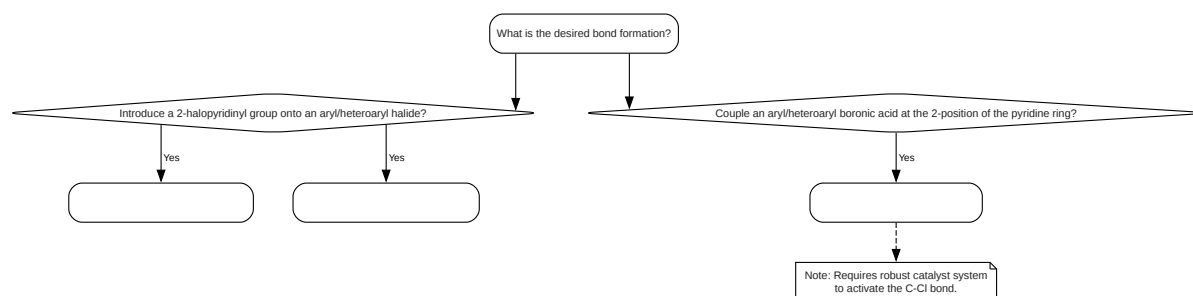 What is the desired bond formation?
Introduce a 2-halopyridinyl group onto an aryl/heteroaryl halide?
Couple an aryl/heteroaryl boronic acid at the 2-position of the pyridine ring?
Yes
Yes
Yes
Note: Requires robust catalyst system
to activate the C-Cl bond.